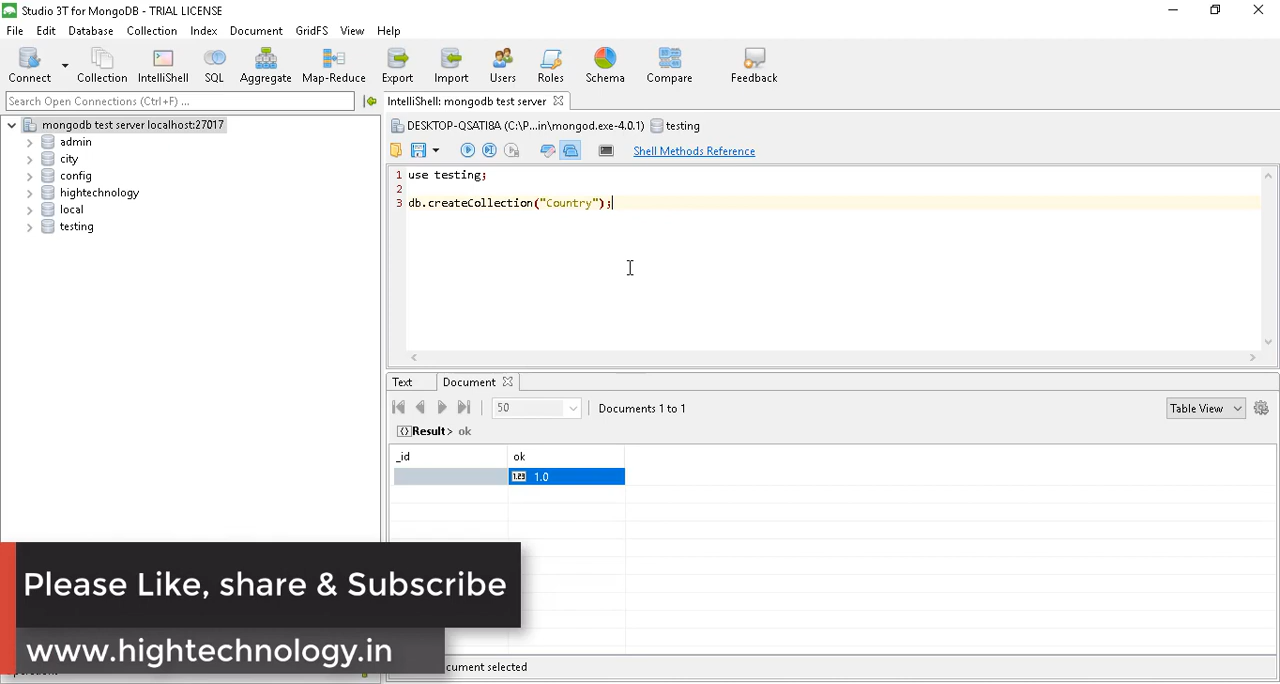 Studio 3T for MongoDB - TRIAL LICENSE
File Edit Database Collection Index Document GridFS View Help
Connect Collection IntelliShell SQL Aggregate Map-Reduce Export Import Users Roles Schema Compare Feedback
Search Open Connections (Ctrl+F) ...
IntelliShell: mongodb test server
mongodb test server localhost:27017
DESKTOP-QSATI8A (C:\P...in\mongod.exe-4.0.1) testing
admin
city
config
hightechnology
local
testing
Shell Methods Reference
1 use testing;
2
3 db.createCollection("Country");
Text Document
50 Documents 1 to 1 Table View
Result> ok
_id ok
1.23 1.0
Please Like, share & Subscribe
www.hightechnology.in
selected